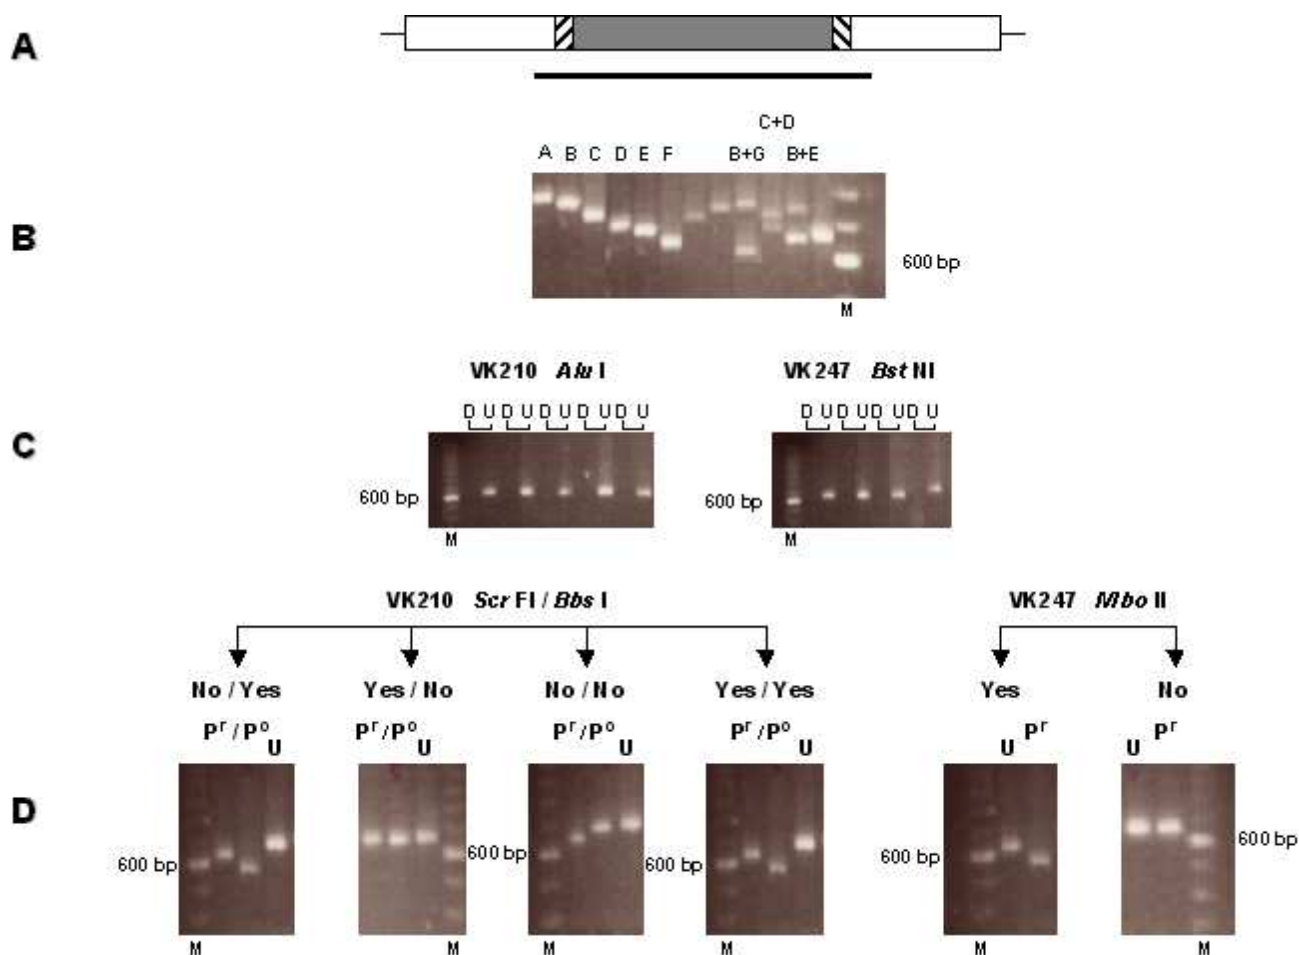 A
C+D
A B C D E F B+G B+E
B
600 bp
M
VK210 Alu I
VK247 Bst NI
D U D U D U D U D U
D U D U D U D U
C
600 bp
600 bp
M
M
VK210 Scr FI / Bbs I
VK247 Mbo II
No / Yes
Yes / No
No / No
Yes / Yes
Yes
No
Pʳ / Pᵒ
U
Pʳ / Pᵒ
U
Pʳ / Pᵒ
U
Pʳ / Pᵒ
U
U Pʳ
U Pʳ
D
600 bp
600 bp
600 bp
600 bp
600 bp
M
M
M
M
M
M